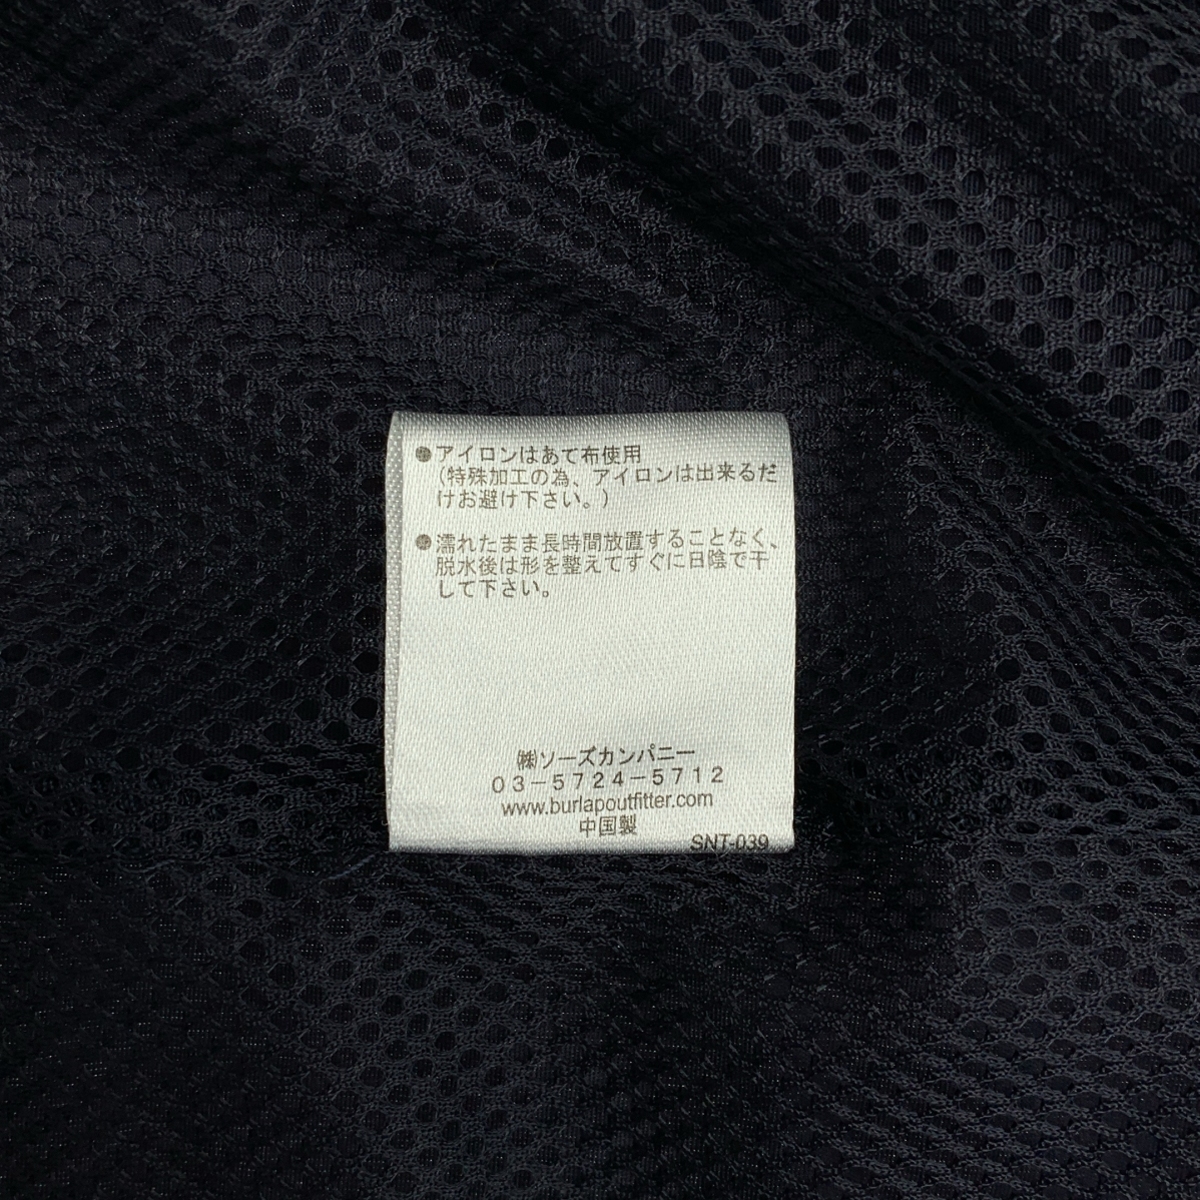 ●アイロンはあて布使用
(特殊加工の為、アイロンは出来るだ
けお避け下さい。)
●濡れたまま長時間放置することなく、
脱水後は形を整えてすぐに日陰で干
して下さい。
㈱ソーズカンパニー
03-5724-5712
www.burlapoutfitter.com
中国製
SNT-039